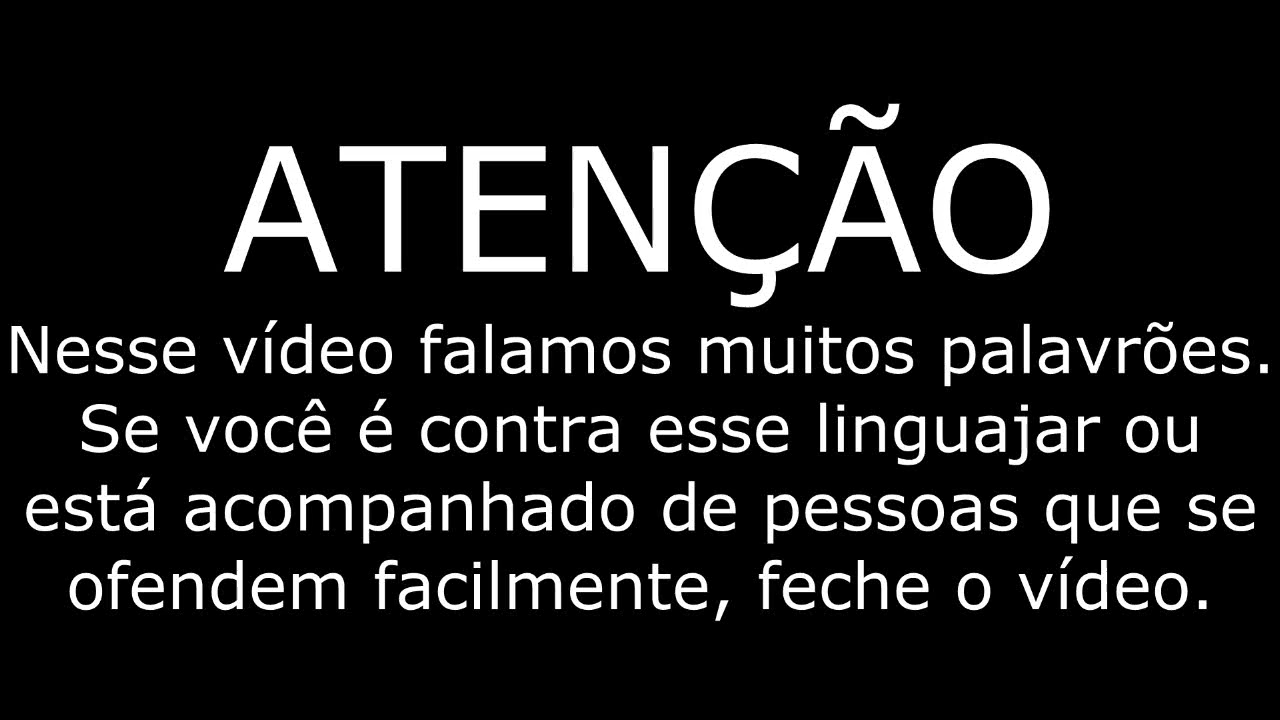 ATENÇÃO
Nesse vídeo falamos muitos palavrões.
Se você é contra esse linguajar ou
está acompanhado de pessoas que se
ofendem facilmente, feche o vídeo.